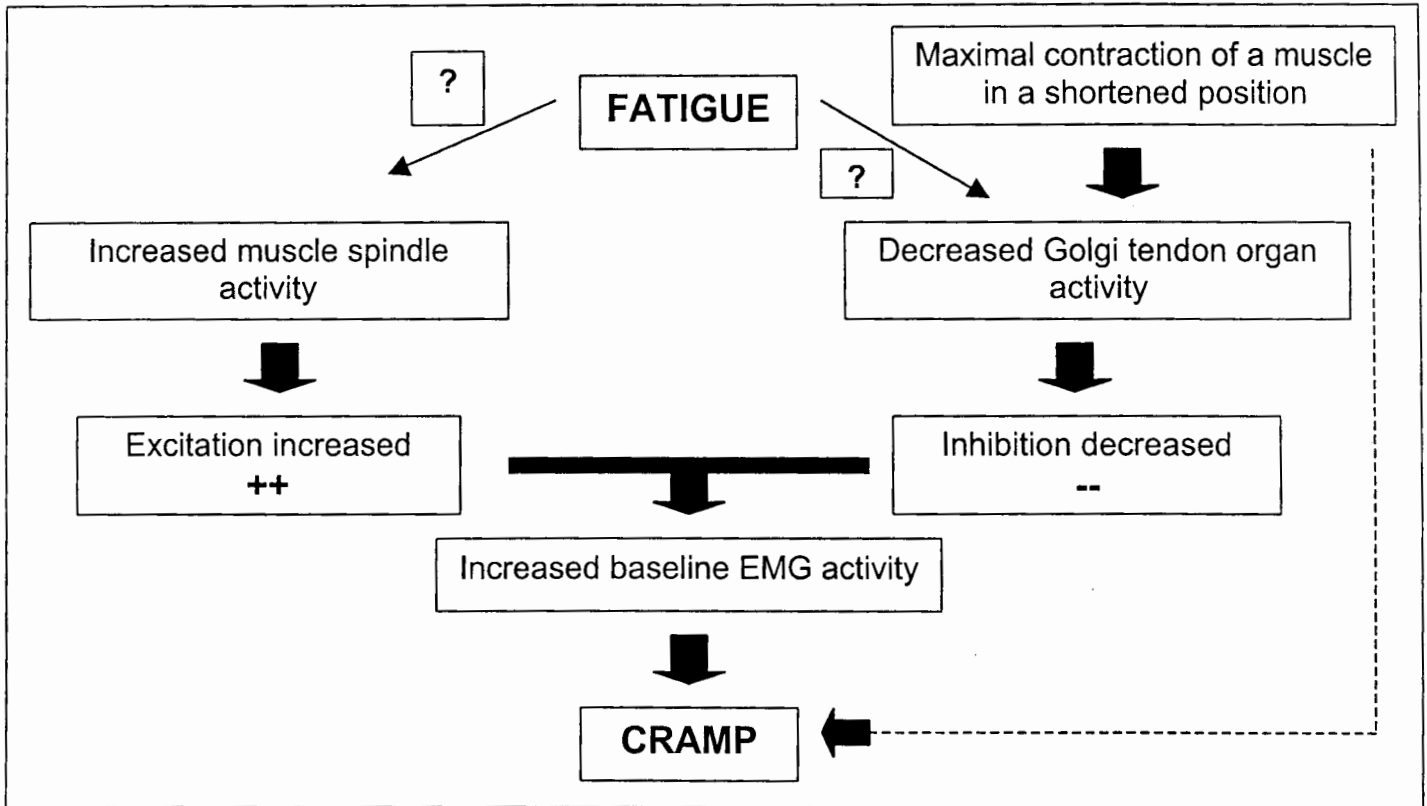 ?
FATIGUE
Maximal contraction of a muscle
in a shortened position
?
Increased muscle spindle
activity
Decreased Golgi tendon organ
activity
Excitation increased
++
Inhibition decreased
--
Increased baseline EMG activity
CRAMP